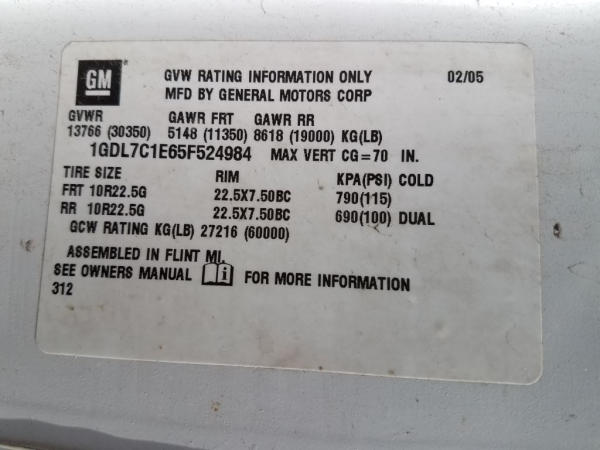 GM
GVW RATING INFORMATION ONLY 02/05
MFD BY GENERAL MOTORS CORP
GVWR GAWR FRT GAWR RR
13766 (30350) 5148 (11350) 8618 (19000) KG(LB)
1GDL7C1E65F524984 MAX VERT CG=70 IN.
TIRE SIZE RIM KPA(PSI) COLD
FRT 10R22.5G 22.5X7.50BC 790(115)
RR 10R22.5G 22.5X7.50BC 690(100) DUAL
GCW RATING KG(LB) 27216 (60000)
ASSEMBLED IN FLINT MI.
SEE OWNERS MANUAL i FOR MORE INFORMATION
312